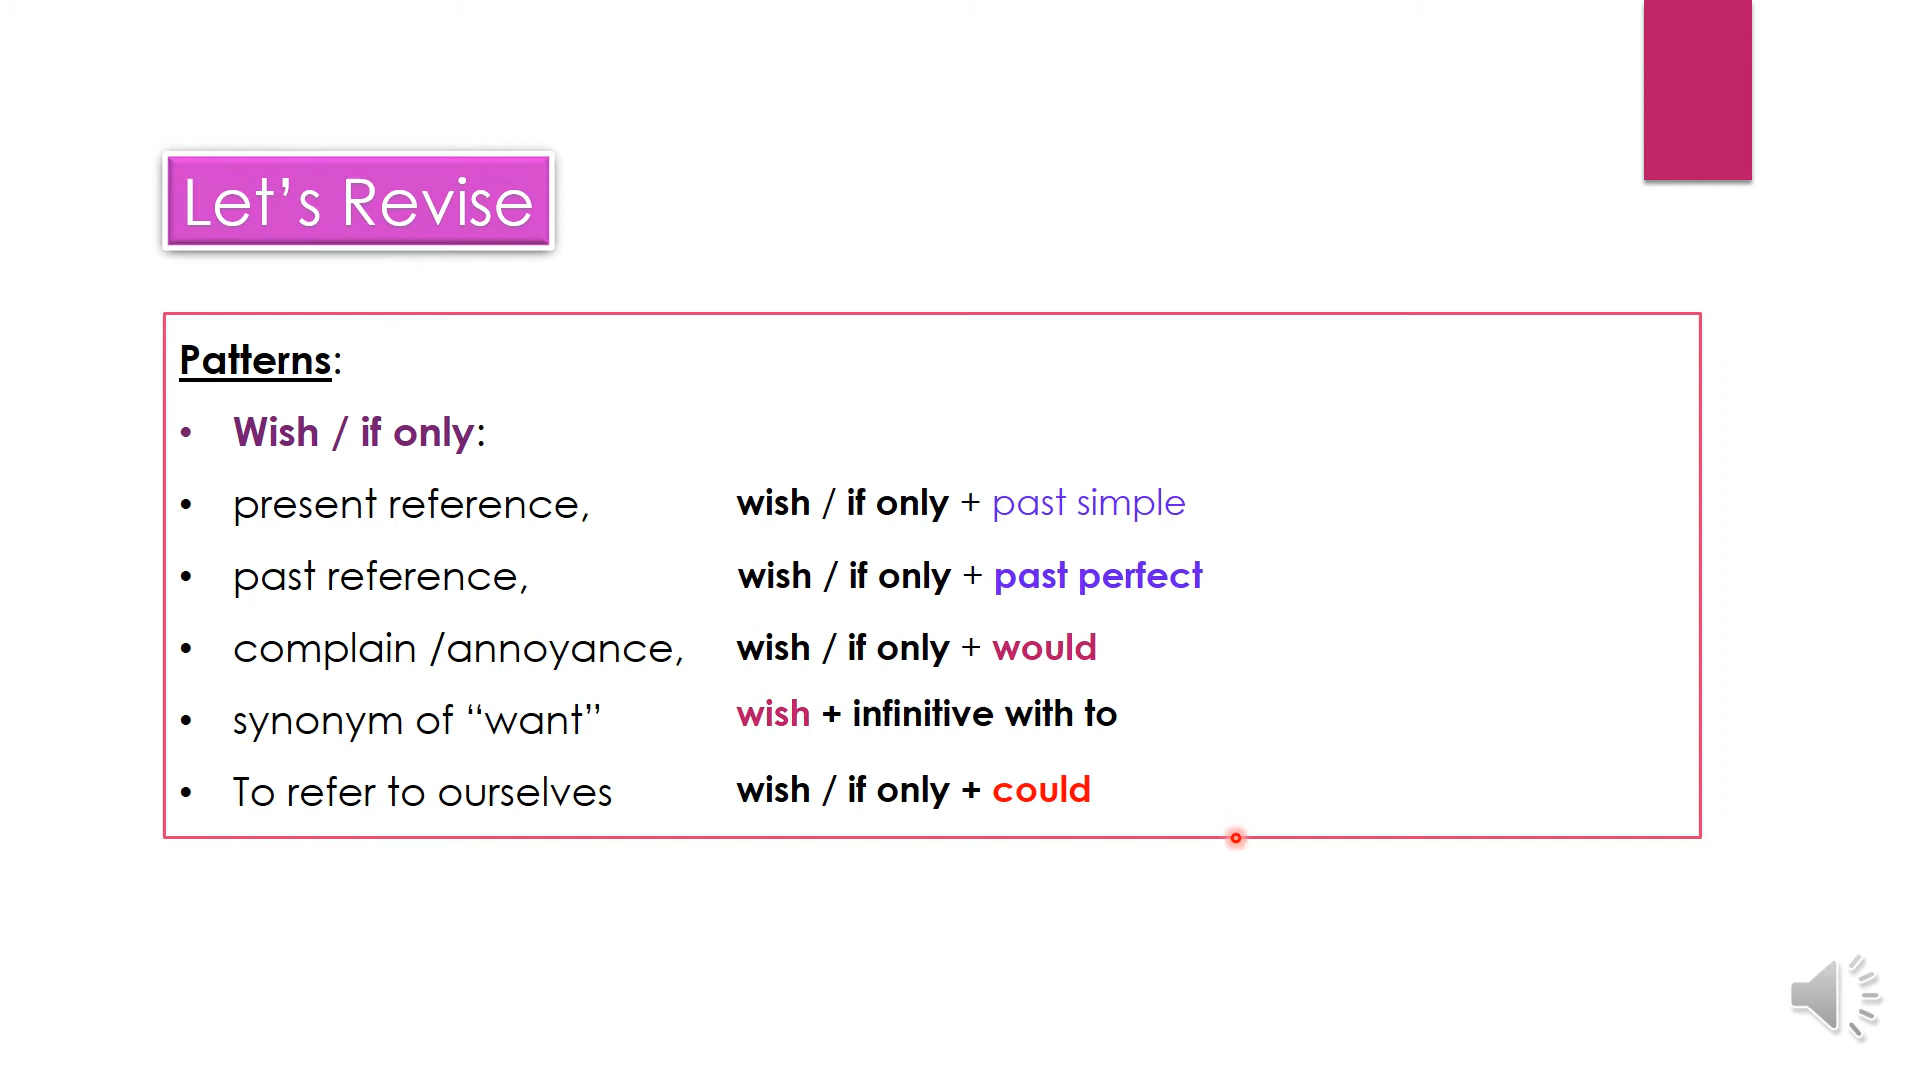 Let’s Revise
Patterns:
• Wish / if only:
• present reference, wish / if only + past simple
• past reference, wish / if only + past perfect
• complain /annoyance, wish / if only + would
• synonym of “want” wish + infinitive with to
• To refer to ourselves wish / if only + could